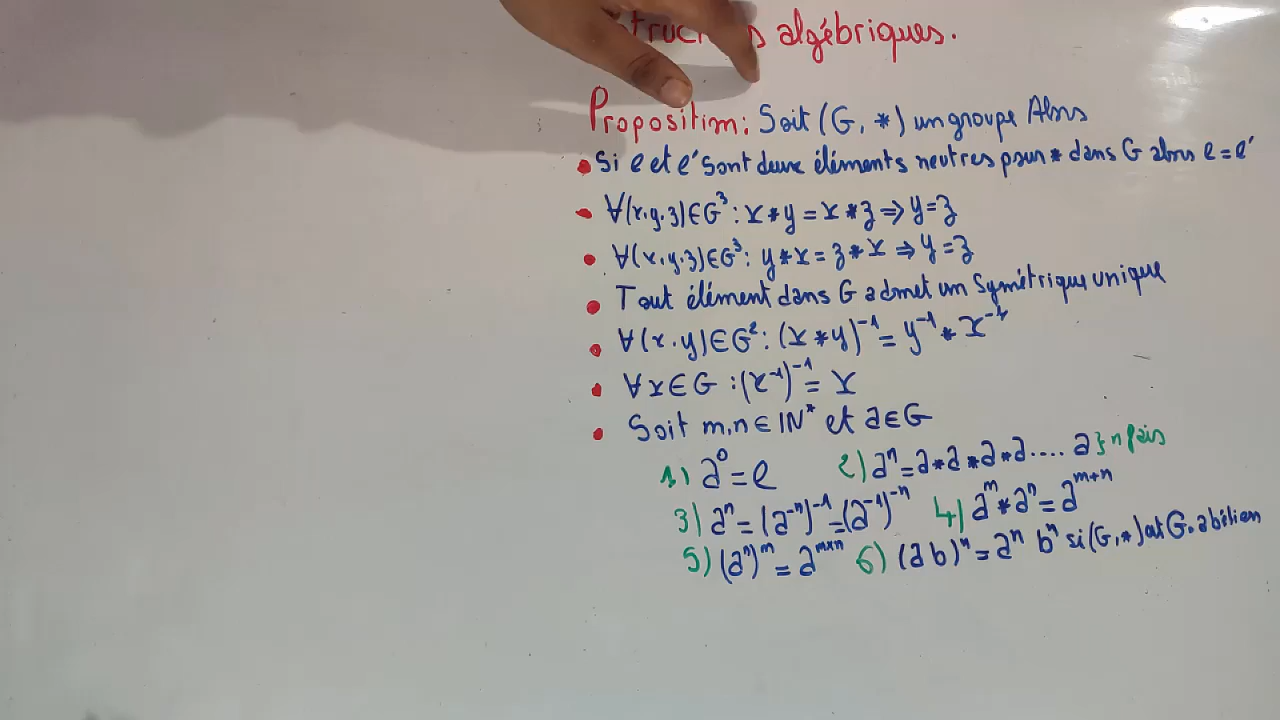 algébriques.
Proposition: Soit (G, *) un groupe Alors
• Si e et e' sont deux éléments neutres pour * dans G alors e = e'
• ∀(x.y.z)∈G³: x * y = x * z ⇒ y = z
• ∀(x.y.z)∈G³: y * x = z * x ⇒ y = z
• Tout élément dans G admet un Symétrique unique
• ∀(x.y)∈G²: (x * y)⁻¹ = y⁻¹ * x⁻¹
• ∀x∈G : (x⁻¹)⁻¹ = x
• Soit m,n ∈ IN* et a∈G
1) a⁰ = e 2) aⁿ = a*a*a*a.... a} n fois
3) aⁿ = (a⁻ⁿ)⁻¹ = (a⁻¹)⁻ⁿ 4) aᵐ * aⁿ = aᵐ⁺ⁿ
5) (aⁿ)ᵐ = aᵐˣⁿ 6) (ab)ⁿ = aⁿ bⁿ si (G,*) est G. abélien